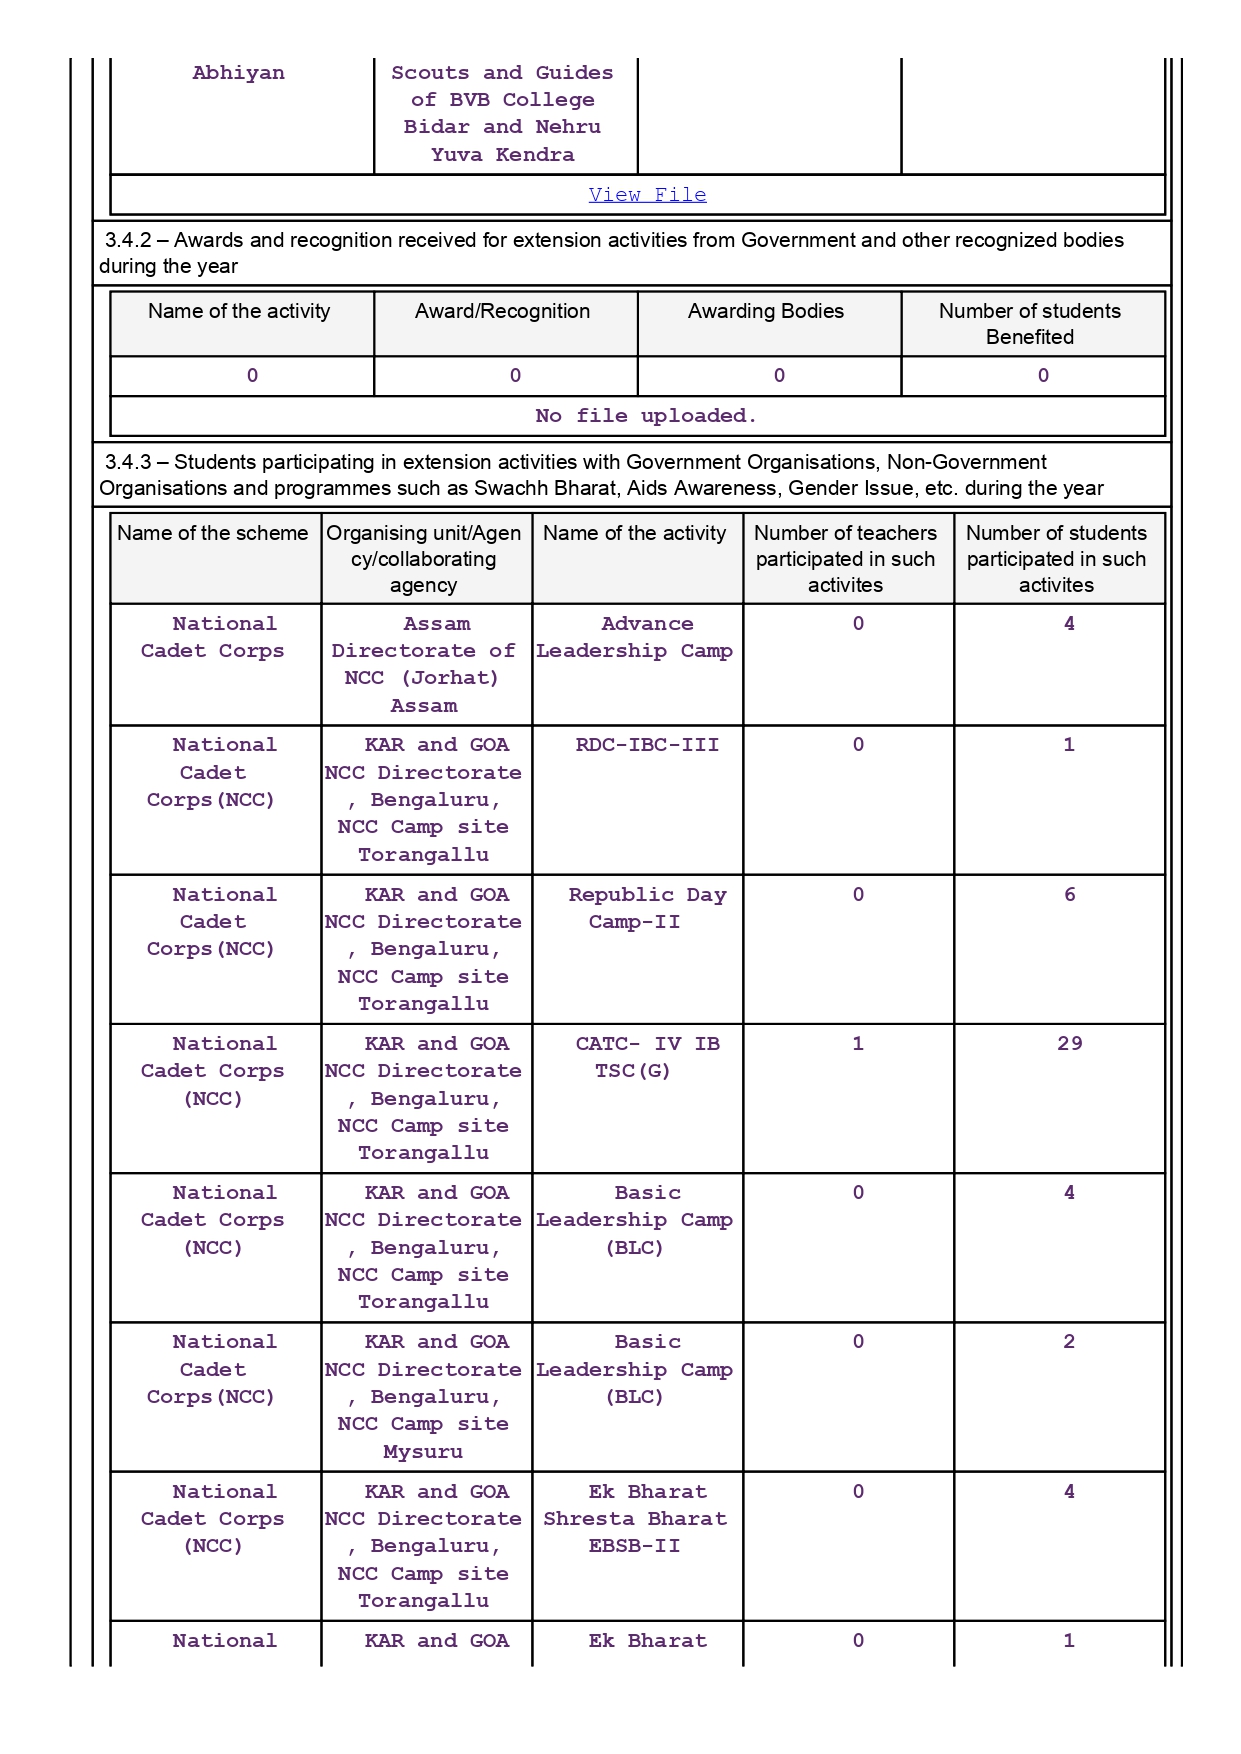 Abhiyan
Scouts and Guides
of BVB College
Bidar and Nehru
Yuva Kendra
View File
3.4.2 – Awards and recognition received for extension activities from Government and other recognized bodies
during the year
Name of the activity
Award/Recognition
Awarding Bodies
Number of students
Benefited
0
0
0
0
No file uploaded.
3.4.3 – Students participating in extension activities with Government Organisations, Non-Government
Organisations and programmes such as Swachh Bharat, Aids Awareness, Gender Issue, etc. during the year
Name of the scheme
Organising unit/Agen
cy/collaborating
agency
Name of the activity
Number of teachers
participated in such
activites
Number of students
participated in such
activites
National
Cadet Corps
Assam
Directorate of
NCC (Jorhat)
Assam
Advance
Leadership Camp
0
4
National
Cadet
Corps(NCC)
KAR and GOA
NCC Directorate
, Bengaluru,
NCC Camp site
Torangallu
RDC-IBC-III
0
1
National
Cadet
Corps(NCC)
KAR and GOA
NCC Directorate
, Bengaluru,
NCC Camp site
Torangallu
Republic Day
Camp-II
0
6
National
Cadet Corps
(NCC)
KAR and GOA
NCC Directorate
, Bengaluru,
NCC Camp site
Torangallu
CATC- IV IB
TSC(G)
1
29
National
Cadet Corps
(NCC)
KAR and GOA
NCC Directorate
, Bengaluru,
NCC Camp site
Torangallu
Basic
Leadership Camp
(BLC)
0
4
National
Cadet
Corps(NCC)
KAR and GOA
NCC Directorate
, Bengaluru,
NCC Camp site
Mysuru
Basic
Leadership Camp
(BLC)
0
2
National
Cadet Corps
(NCC)
KAR and GOA
NCC Directorate
, Bengaluru,
NCC Camp site
Torangallu
Ek Bharat
Shresta Bharat
EBSB-II
0
4
National
KAR and GOA
Ek Bharat
0
1